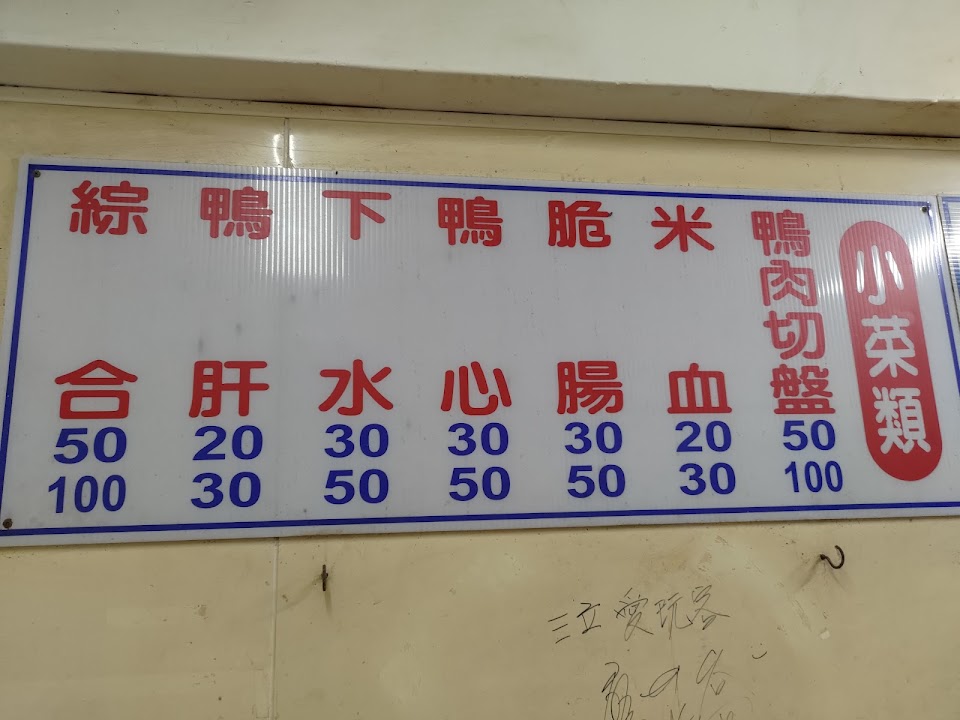 小菜類
鴨肉切盤 50 100
米血 20 30
脆腸 30 50
鴨心 30 50
下水 30 50
鴨肝 20 30
綜合 50 100
三立愛玩客